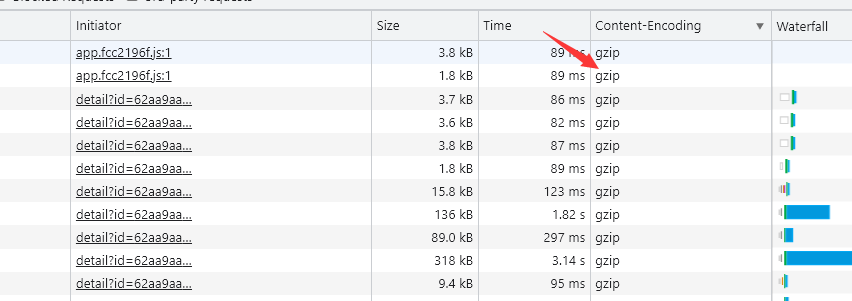 Blocked Requests 3rd-party requests
Initiator Size Time Content-Encoding ▼ Waterfall
app.fcc2196f.js:1 3.8 kB 89 ms gzip
app.fcc2196f.js:1 1.8 kB 89 ms gzip
detail?id=62aa9aa... 3.7 kB 86 ms gzip
detail?id=62aa9aa... 3.6 kB 82 ms gzip
detail?id=62aa9aa... 3.8 kB 87 ms gzip
detail?id=62aa9aa... 1.8 kB 89 ms gzip
detail?id=62aa9aa... 15.8 kB 123 ms gzip
detail?id=62aa9aa... 136 kB 1.82 s gzip
detail?id=62aa9aa... 89.0 kB 297 ms gzip
detail?id=62aa9aa... 318 kB 3.14 s gzip
detail?id=62aa9aa... 9.4 kB 95 ms gzip